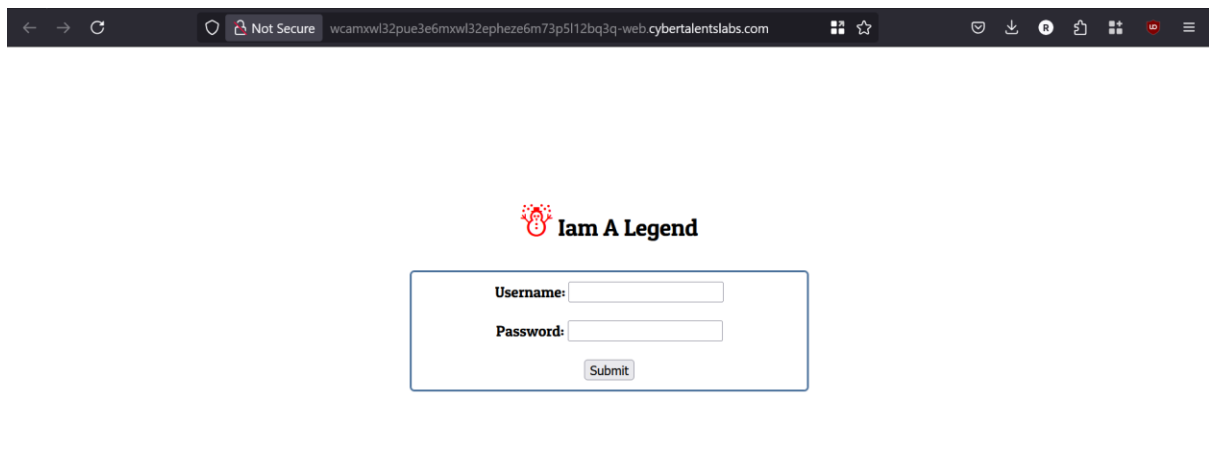 Not Secure wcamxwl32pue3e6mxwl32epheze6m73p5l12bq3q-web.cybertalentslabs.com
Iam A Legend
Username:
Password:
Submit